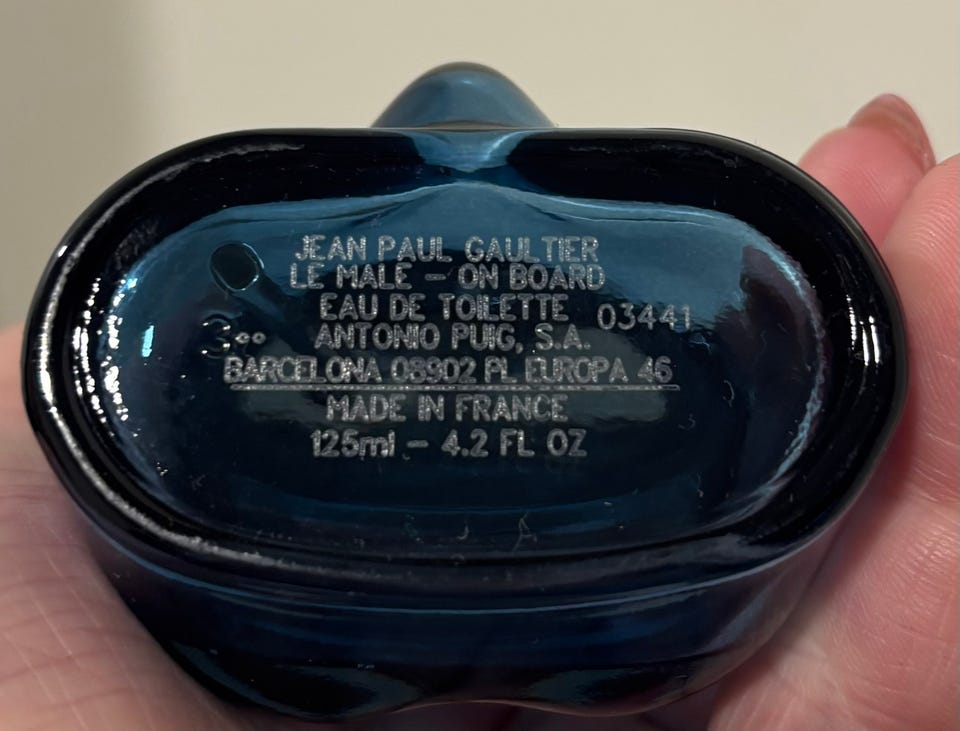 JEAN PAUL GAULTIER
LE MALE - ON BOARD
EAU DE TOILETTE
03441
ANTONIO PUIG, S.A.
3
BARCELONA 08902 PL EUROPA 46
MADE IN FRANCE
125ml - 4.2 FL OZ